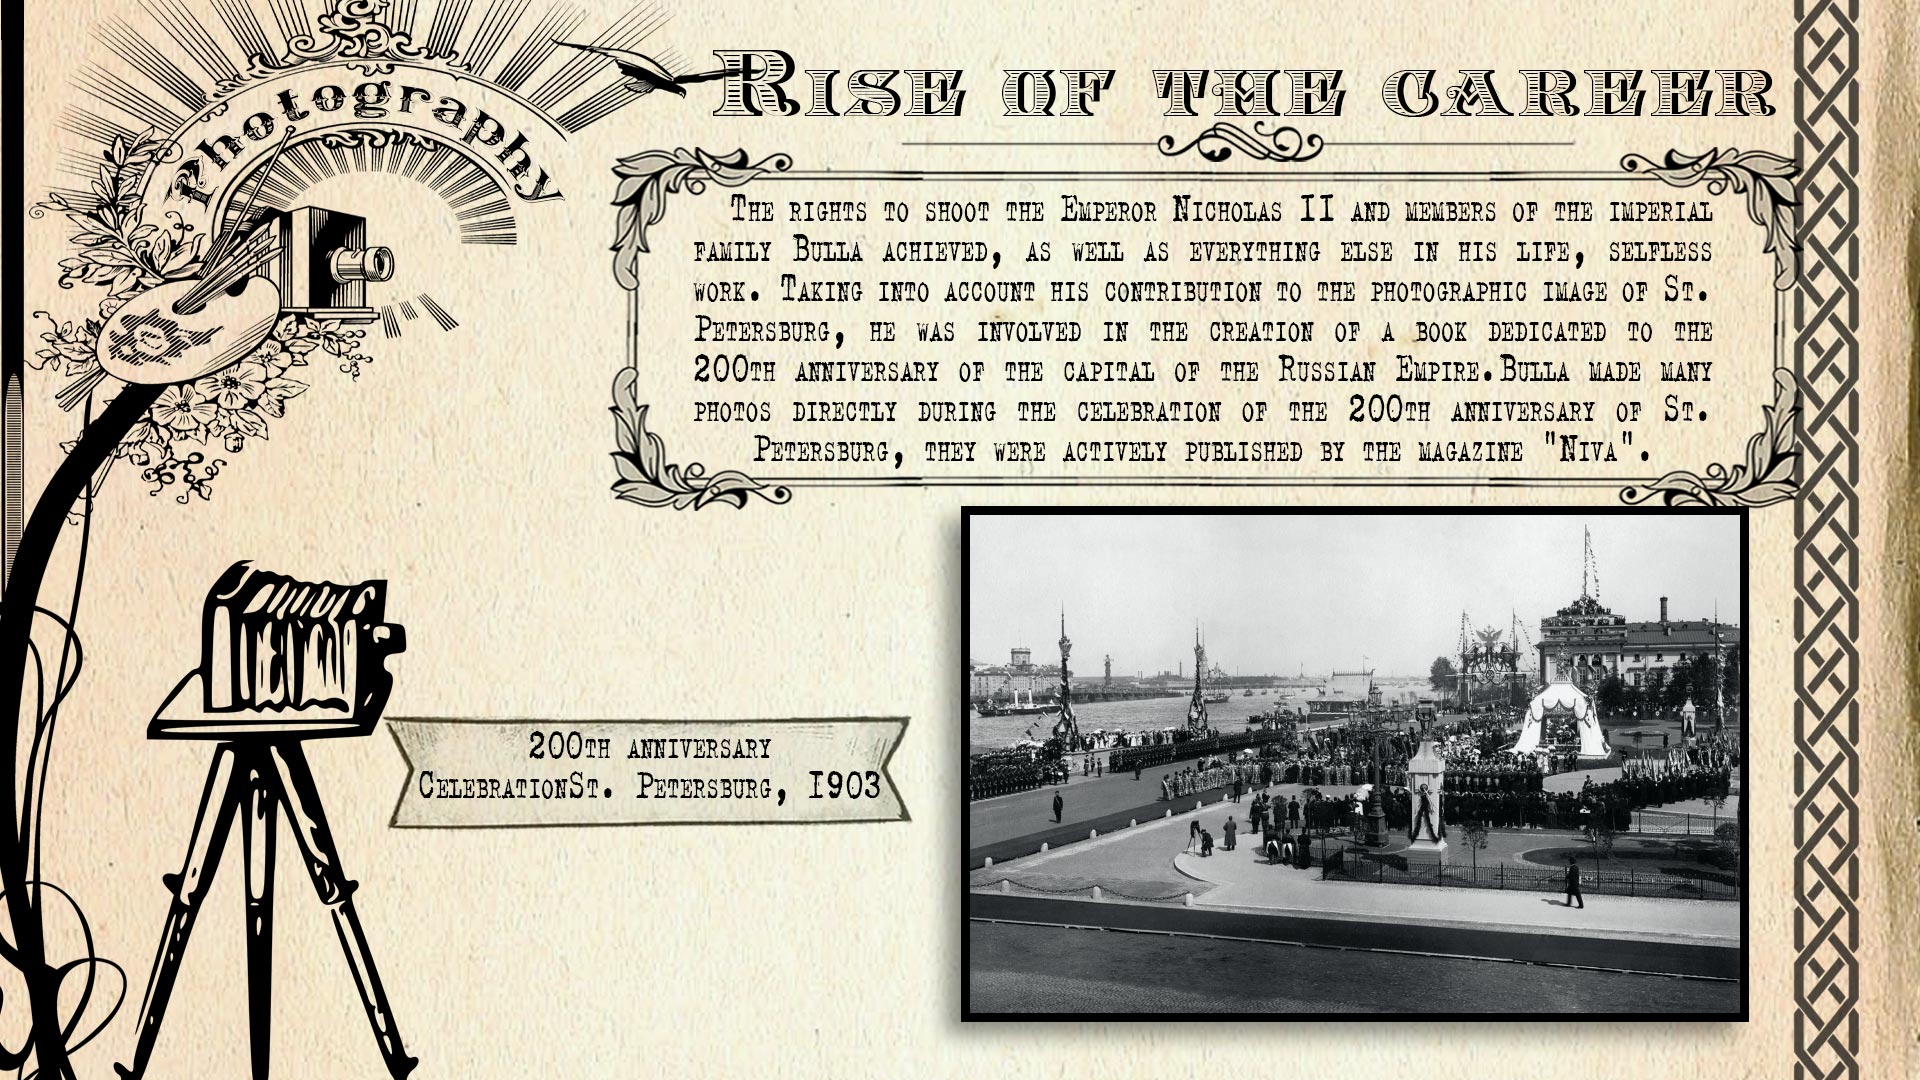 Photography
Rise of the career
The rights to shoot the Emperor Nicholas II and members of the imperial
family Bulla achieved, as well as everything else in his life, selfless
work. Taking into account his contribution to the photographic image of St.
Petersburg, he was involved in the creation of a book dedicated to the
200th anniversary of the capital of the Russian Empire.Bulla made many
photos directly during the celebration of the 200th anniversary of St.
Petersburg, they were actively published by the magazine "Niva".
200th anniversary
CelebrationSt. Petersburg, 1903